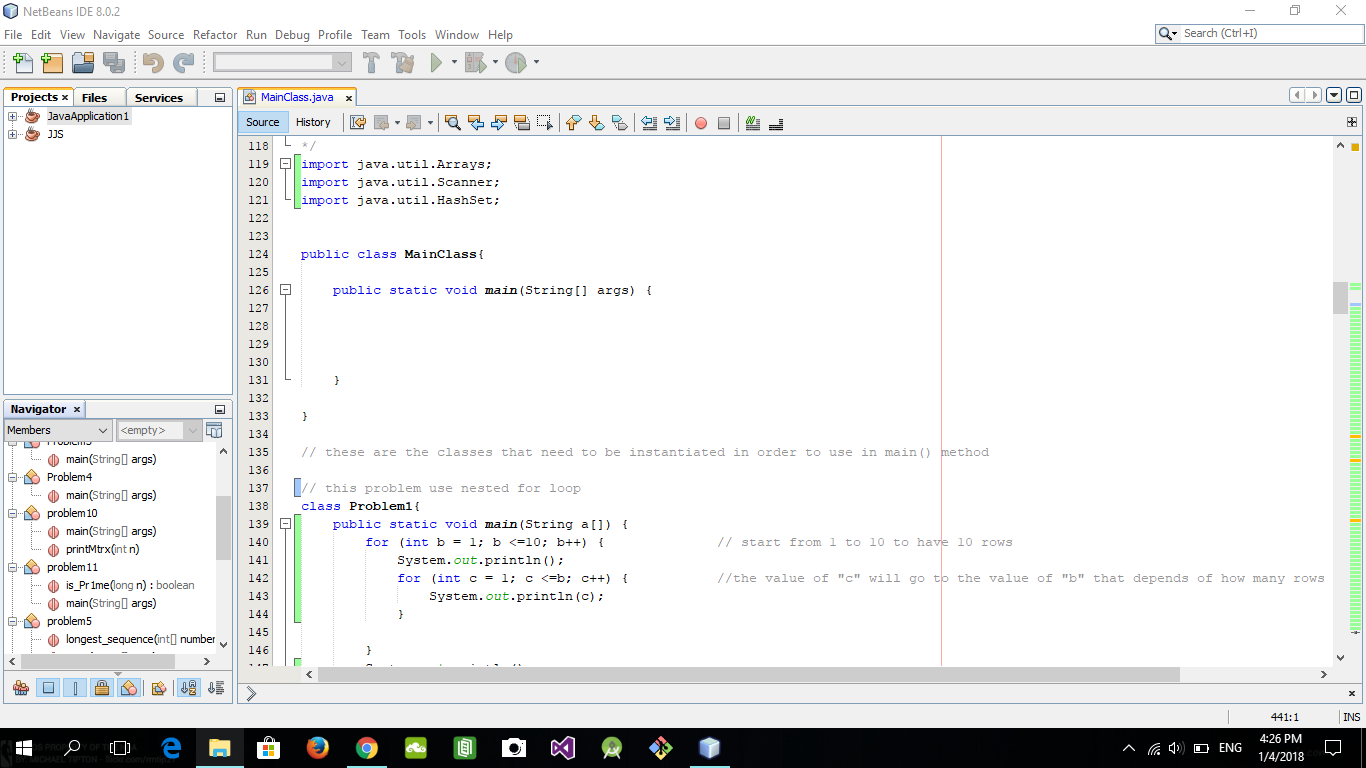 NetBeans IDE 8.0.2
File Edit View Navigate Source Refactor Run Debug Profile Team Tools Window Help
Search (Ctrl+I)
Projects Files Services
JavaApplication1
JJS
MainClass.java
Source History
118 */
119 import java.util.Arrays;
120 import java.util.Scanner;
121 import java.util.HashSet;
122
123
124 public class MainClass{
125
126 public static void main(String[] args) {
127
128
129
130
131 }
132
133 }
134
135 // these are the classes that need to be instantiated in order to use in main() method
136
137 // this problem use nested for loop
138 class Problem1{
139 public static void main(String a[]) {
140 for (int b = 1; b <=10; b++) { // start from 1 to 10 to have 10 rows
141 System.out.println();
142 for (int c = 1; c <=b; c++) { //the value of "c" will go to the value of "b" that depends of how many rows
143 System.out.println(c);
144 }
145
146 }
Navigator
Members <empty>
main(String[] args)
Problem4
main(String[] args)
problem10
main(String[] args)
printMtrx(int n)
problem11
is_Pr1me(long n) : boolean
main(String[] args)
problem5
longest_sequence(int[] number
441:1 INS
ENG
4:26 PM
1/4/2018